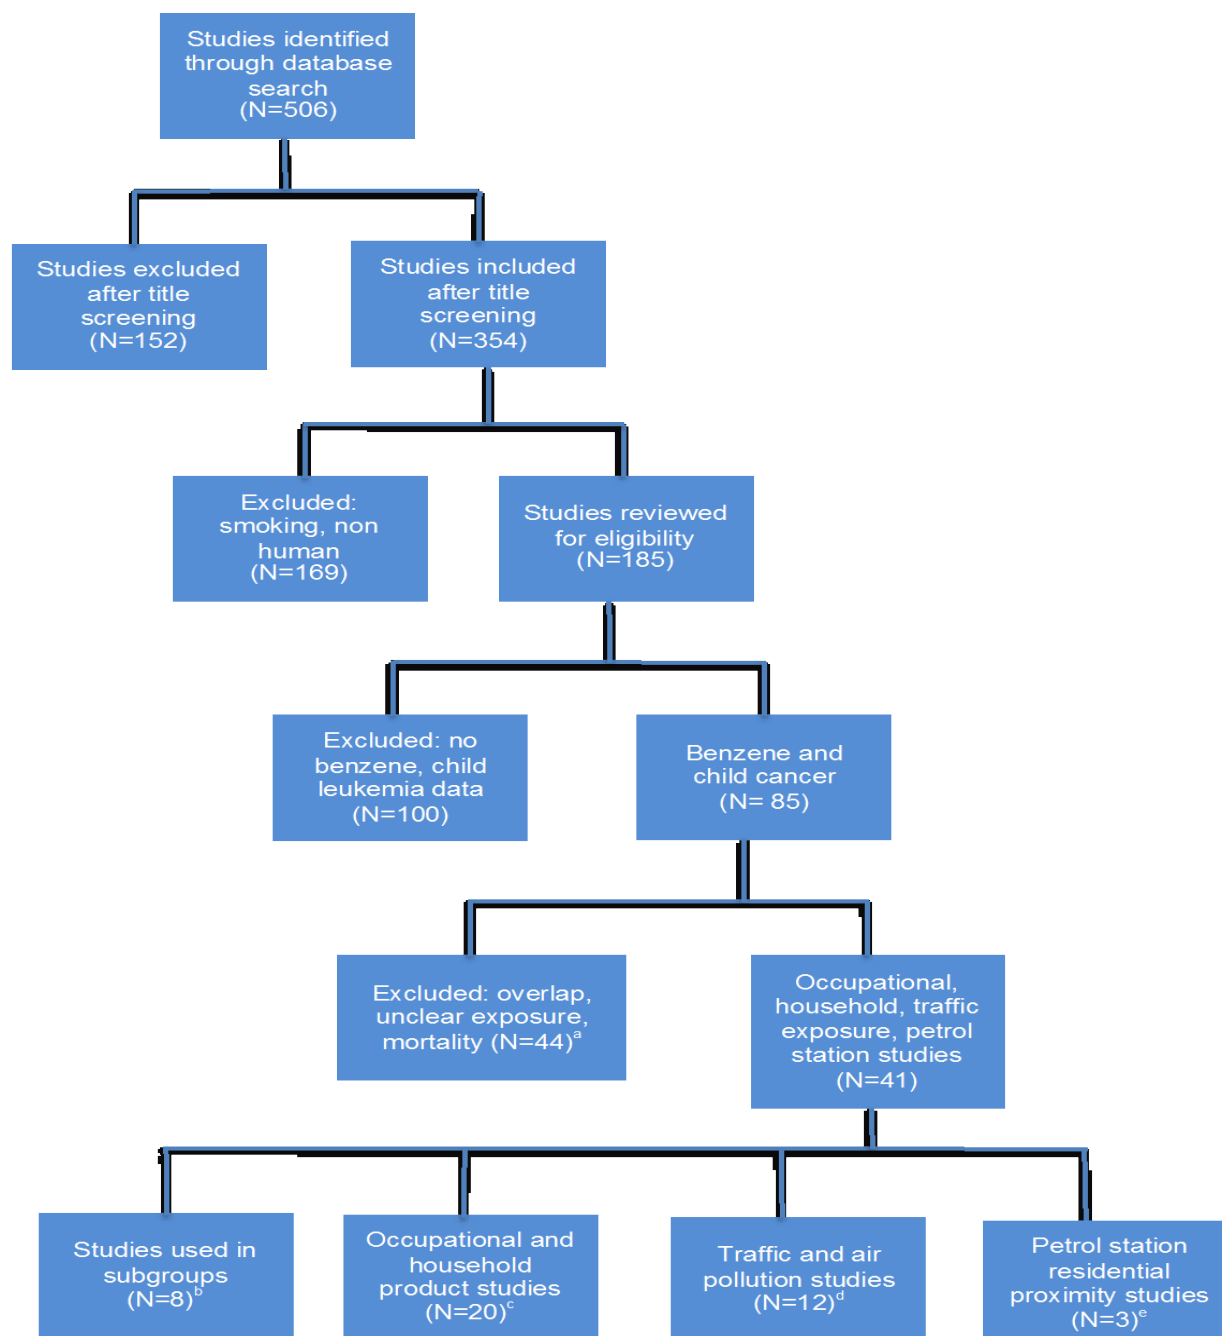 Studies identified
through database
search
(N=506)
Studies excluded
after title
screening
(N=152)
Studies included
after title
screening
(N=354)
Excluded:
smoking, non
human
(N=169)
Studies reviewed
for eligibility
(N=185)
Excluded: no
benzene, child
leukemia data
(N=100)
Benzene and
child cancer
(N= 85)
Excluded: overlap,
unclear exposure,
mortality (N=44)a
Occupational,
household, traffic
exposure, petrol
station studies
(N=41)
Studies used in
subgroups
(N=8)b
Occupational and
household
product studies
(N=20)c
Traffic and air
pollution studies
(N=12)d
Petrol station
residential
proximity studies
(N=3)e